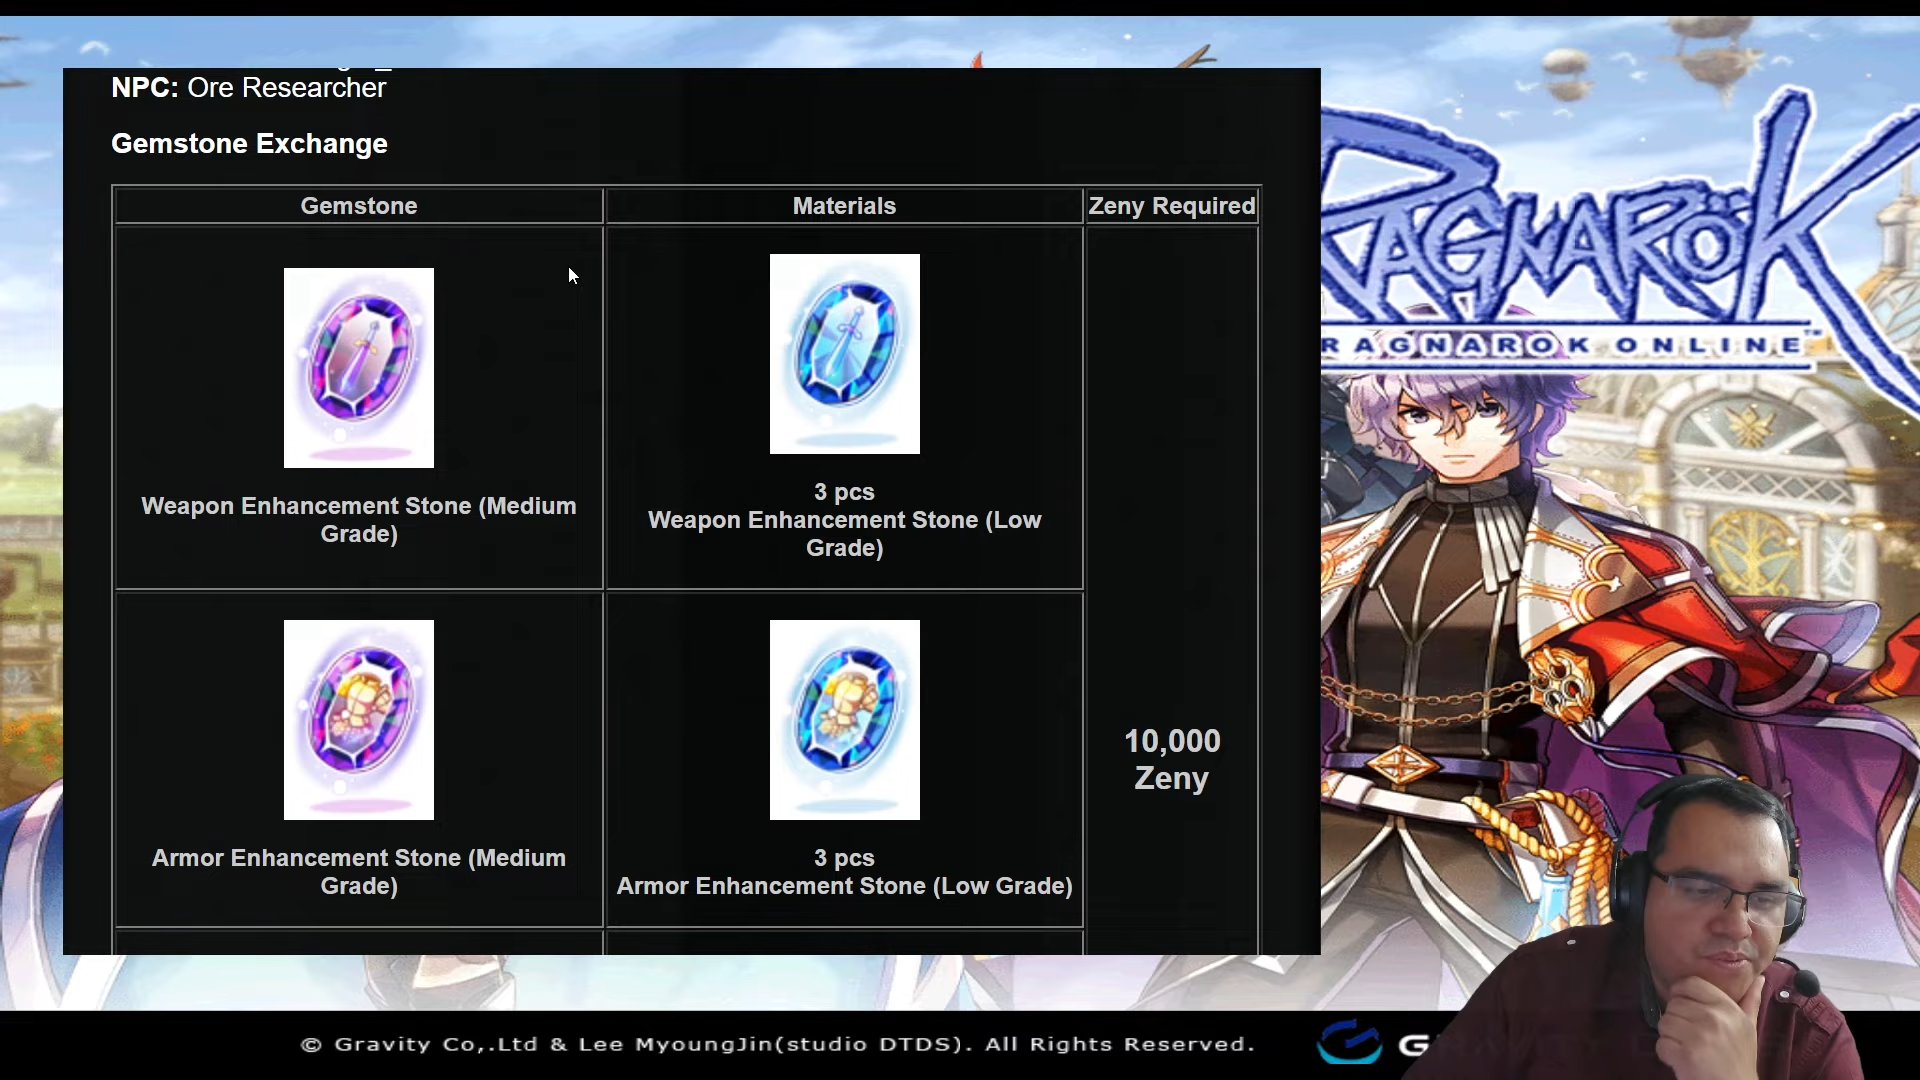 NPC: Ore Researcher
Gemstone Exchange
Gemstone
Materials
Zeny Required
Weapon Enhancement Stone (Medium
Grade)
3 pcs
Weapon Enhancement Stone (Low
Grade)
Armor Enhancement Stone (Medium
Grade)
3 pcs
Armor Enhancement Stone (Low Grade)
10,000
Zeny
RAGNARÖK
RAGNAROK ONLINE™
© Gravity Co,.Ltd & Lee MyoungJin(studio DTDS). All Rights Reserved.